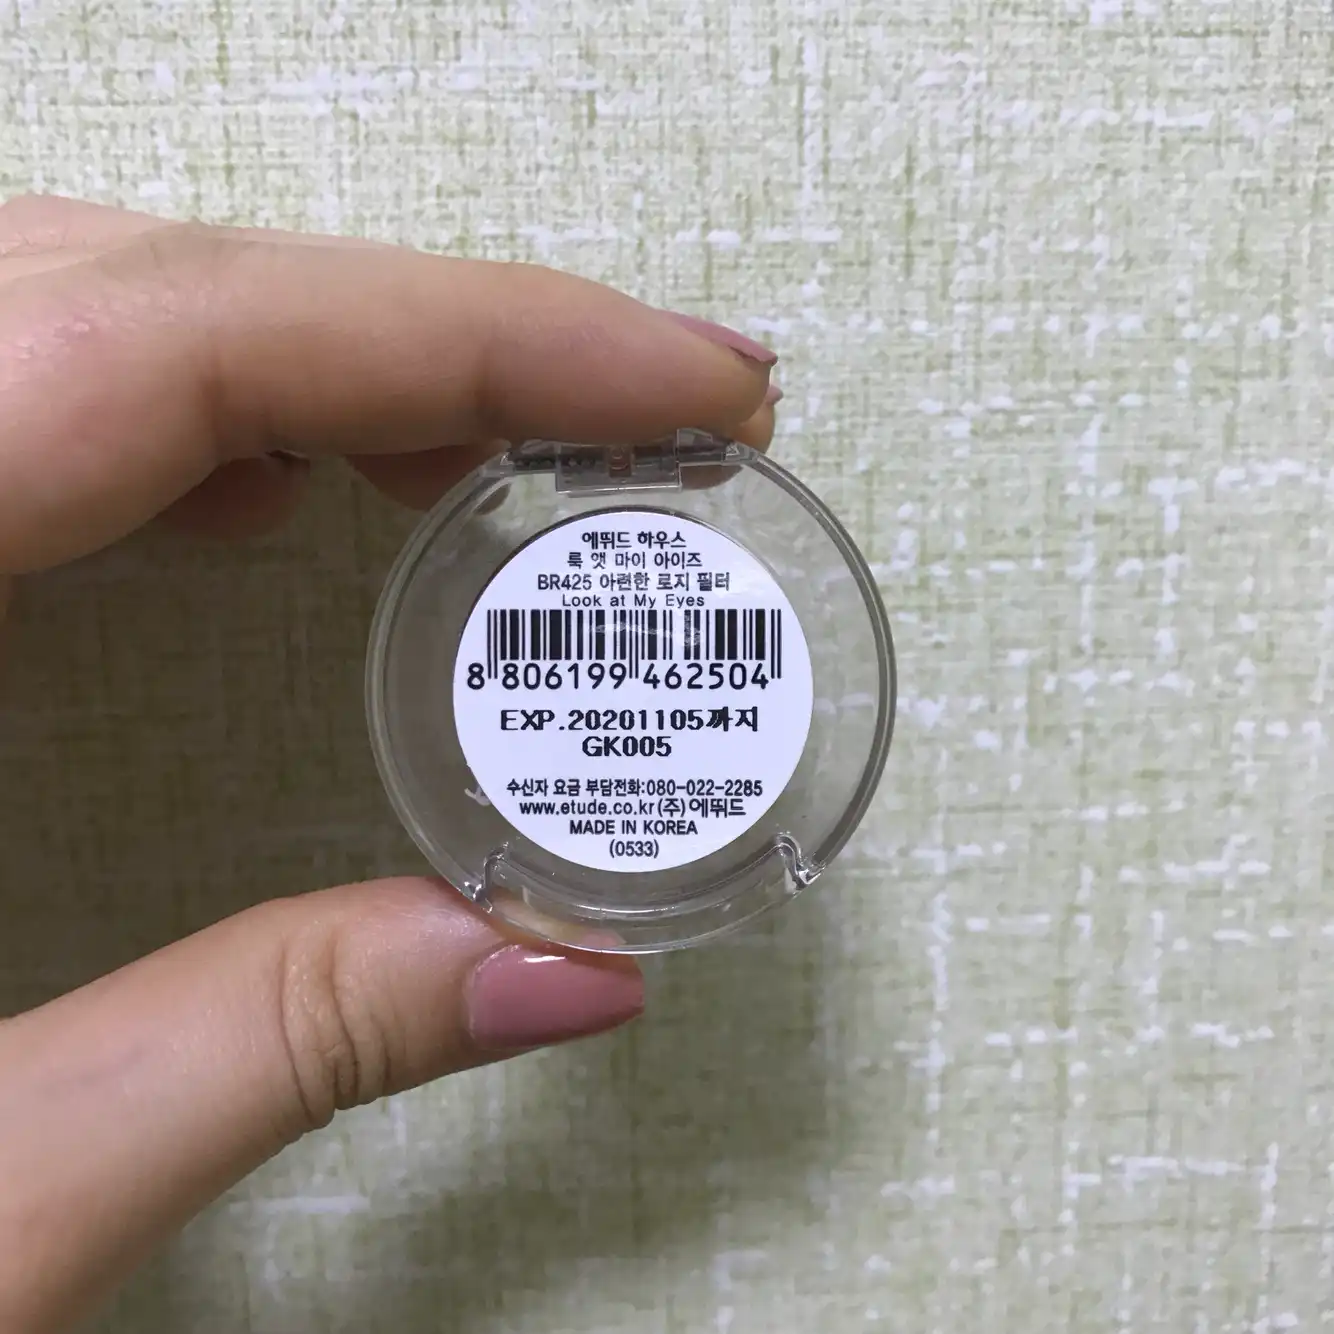 에뛰드 하우스
룩 앳 마이 아이즈
BR425 아련한 로지 필터
Look at My Eyes
8 806199 462504
EXP.20201105까지
GK005
수신자 요금 부담전화:080-022-2285
www.etude.co.kr(주)에뛰드
MADE IN KOREA
(0533)